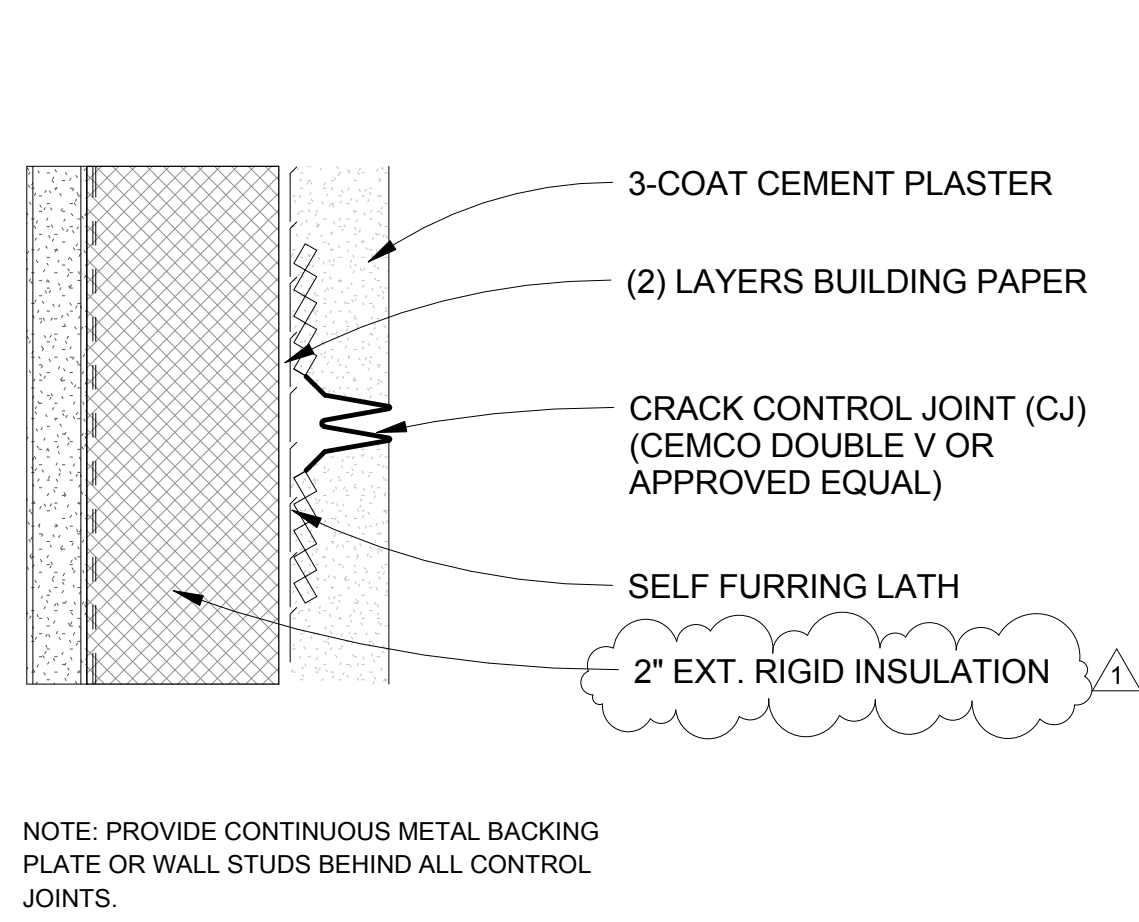 3-COAT CEMENT PLASTER
(2) LAYERS BUILDING PAPER
CRACK CONTROL JOINT (CJ)
(CEMCO DOUBLE V OR
APPROVED EQUAL)
SELF FURRING LATH
2" EXT. RIGID INSULATION
1
NOTE: PROVIDE CONTINUOUS METAL BACKING
PLATE OR WALL STUDS BEHIND ALL CONTROL
JOINTS.